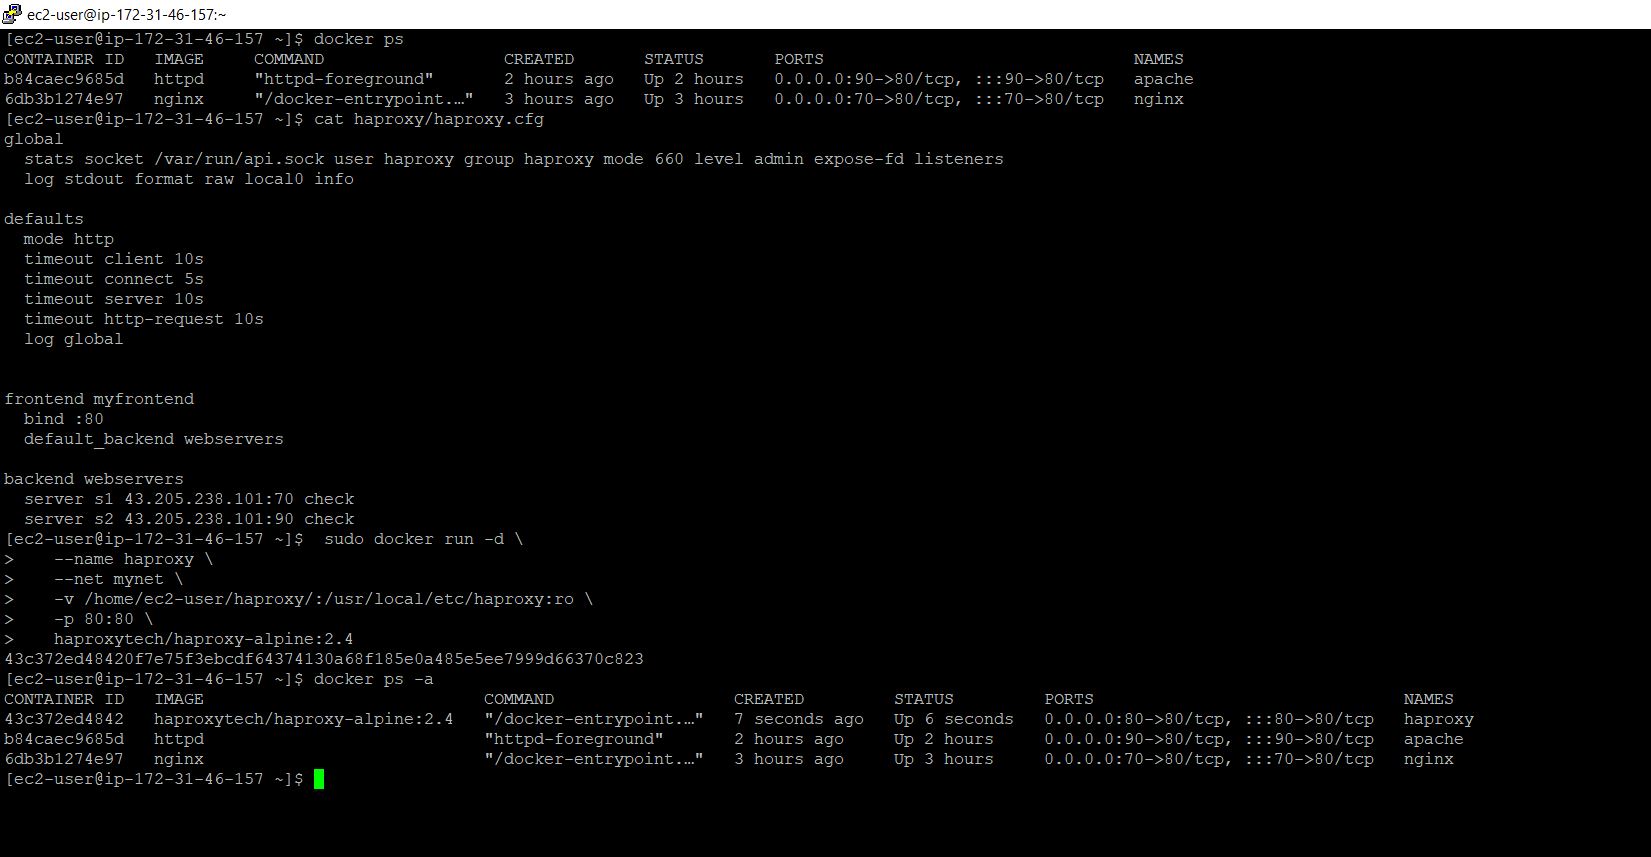 ec2-user@ip-172-31-46-157:~
[ec2-user@ip-172-31-46-157 ~]$ docker ps
CONTAINER ID   IMAGE     COMMAND                  CREATED       STATUS       PORTS                               NAMES
b84caec9685d   httpd     "httpd-foreground"       2 hours ago   Up 2 hours   0.0.0.0:90->80/tcp, :::90->80/tcp   apache
6db3b1274e97   nginx     "/docker-entrypoint.…"   3 hours ago   Up 3 hours   0.0.0.0:70->80/tcp, :::70->80/tcp   nginx
[ec2-user@ip-172-31-46-157 ~]$ cat haproxy/haproxy.cfg
global
  stats socket /var/run/api.sock user haproxy group haproxy mode 660 level admin expose-fd listeners
  log stdout format raw local0 info
defaults
  mode http
  timeout client 10s
  timeout connect 5s
  timeout server 10s
  timeout http-request 10s
  log global
frontend myfrontend
  bind :80
  default_backend webservers
backend webservers
  server s1 43.205.238.101:70 check
  server s2 43.205.238.101:90 check
[ec2-user@ip-172-31-46-157 ~]$  sudo docker run -d \
>    --name haproxy \
>    --net mynet \
>    -v /home/ec2-user/haproxy/:/usr/local/etc/haproxy:ro \
>    -p 80:80 \
>    haproxytech/haproxy-alpine:2.4
43c372ed48420f7e75f3ebcdf64374130a68f185e0a485e5ee7999d66370c823
[ec2-user@ip-172-31-46-157 ~]$ docker ps -a
CONTAINER ID   IMAGE                            COMMAND                  CREATED         STATUS         PORTS                               NAMES
43c372ed4842   haproxytech/haproxy-alpine:2.4   "/docker-entrypoint.…"   7 seconds ago   Up 6 seconds   0.0.0.0:80->80/tcp, :::80->80/tcp   haproxy
b84caec9685d   httpd                            "httpd-foreground"       2 hours ago     Up 2 hours     0.0.0.0:90->80/tcp, :::90->80/tcp   apache
6db3b1274e97   nginx                            "/docker-entrypoint.…"   3 hours ago     Up 3 hours     0.0.0.0:70->80/tcp, :::70->80/tcp   nginx
[ec2-user@ip-172-31-46-157 ~]$